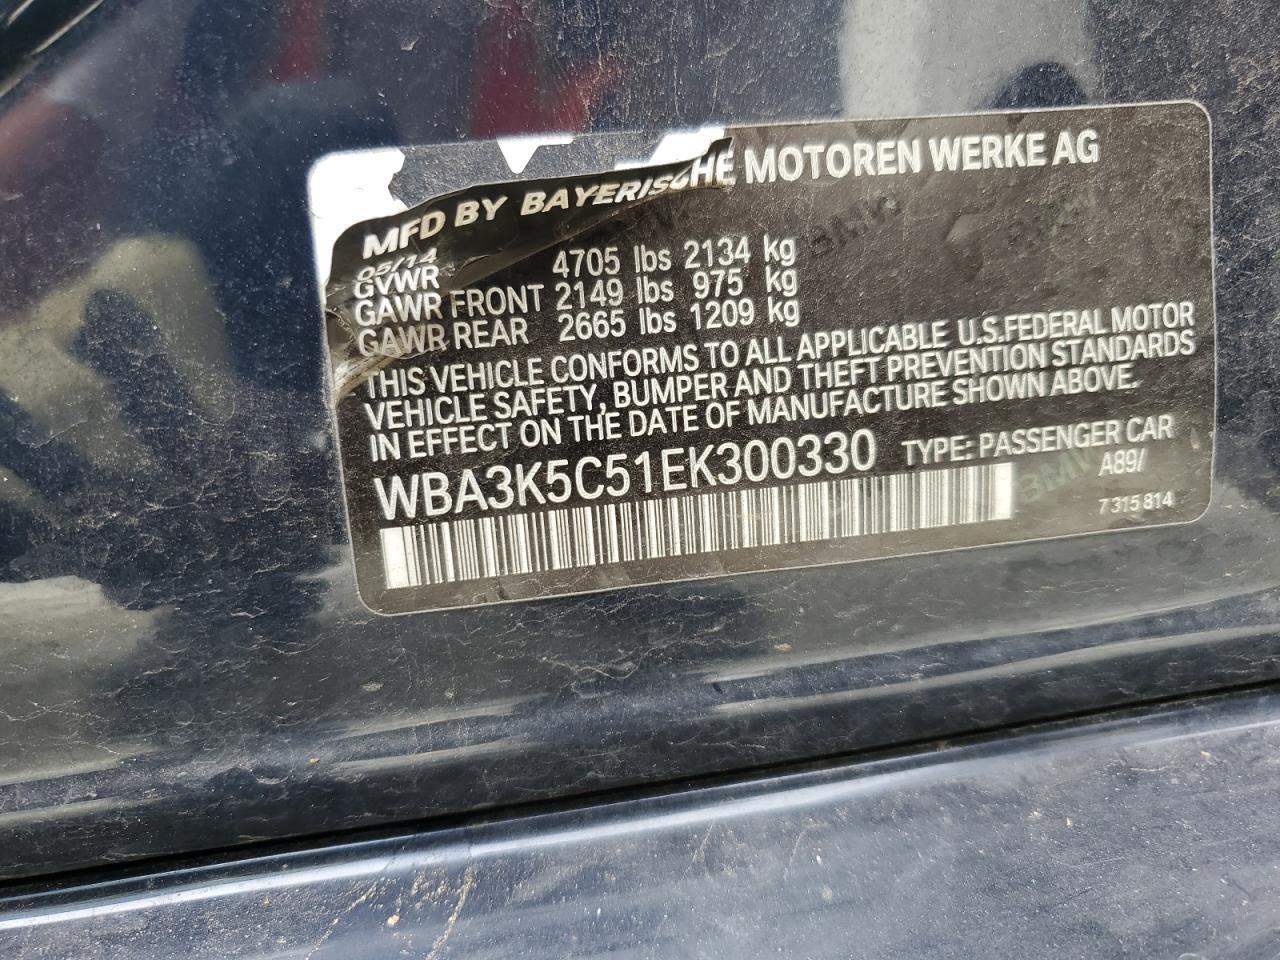 MFD BY BAYERISCHE MOTOREN WERKE AG
05/14
GVWR 4705 lbs 2134 kg
GAWR FRONT 2149 lbs 975 kg
GAWR REAR 2665 lbs 1209 kg
THIS VEHICLE CONFORMS TO ALL APPLICABLE U.S.FEDERAL MOTOR
VEHICLE SAFETY, BUMPER AND THEFT PREVENTION STANDARDS
IN EFFECT ON THE DATE OF MANUFACTURE SHOWN ABOVE.
WBA3K5C51EK300330 TYPE: PASSENGER CAR
A89/
7 315 814
BMW
BMW